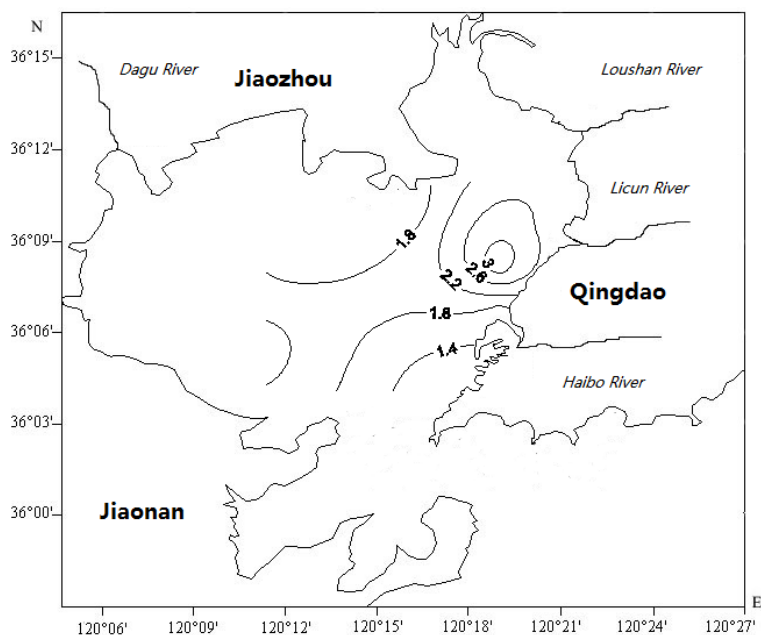 N
36°15'
Dagu River
Jiaozhou
Loushan River
36°12'
Licun River
36°09'
1.8
3
2.6
2.2
Qingdao
1.8
36°06'
1.4
Haibo River
36°03'
36°00'
Jiaonan
E
120°06'
120°09'
120°12'
120°15'
120°18'
120°21'
120°24'
120°27'